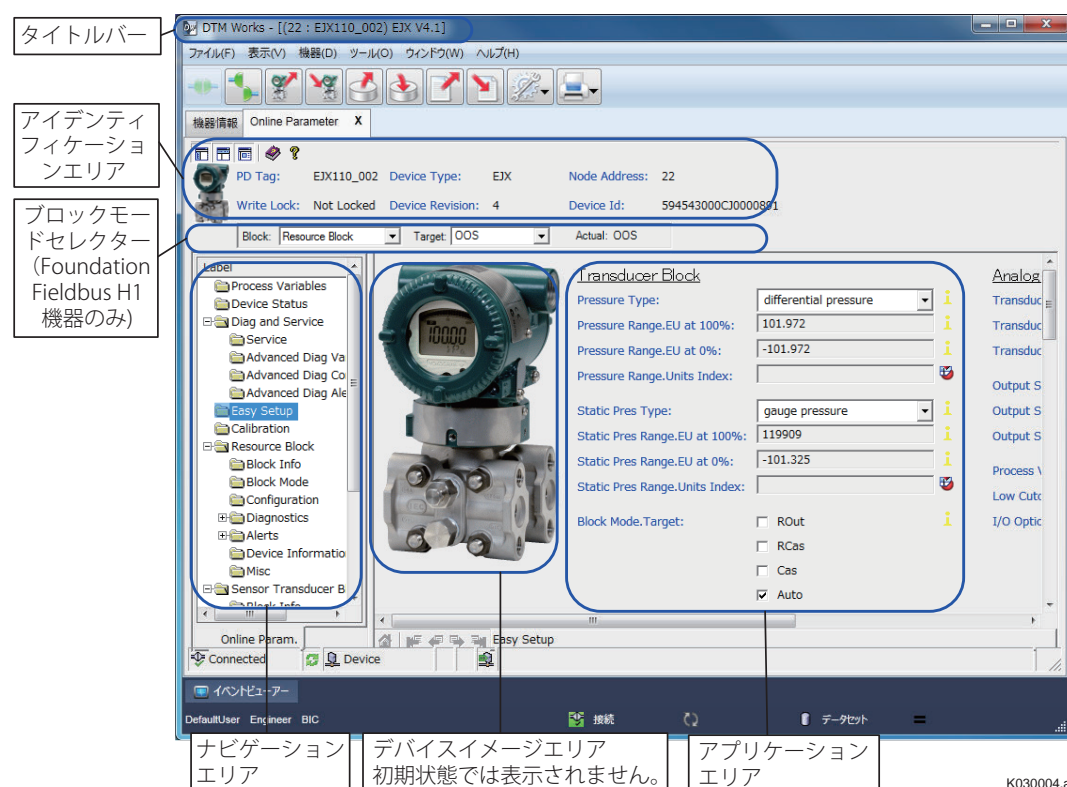 タイトルバー
DTM Works - [(22 : EJX110_002) EJX V4.1]
ファイル(F) 表示(V) 機器(D) ツール(O) ウィンドウ(W) ヘルプ(H)
アイデンティ
フィケーショ
ンエリア
機器情報 Online Parameter X
PD Tag: EJX110_002 Device Type: EJX Node Address: 22
Write Lock: Not Locked Device Revision: 4 Device Id: 594543000CJ0000891
ブロックモー
ドセレクター
（Foundation
Fieldbus H1
機器のみ）
Block: Resource Block Target: OOS Actual: OOS
Label
Process Variables
Device Status
Diag and Service
Service
Advanced Diag Va
Advanced Diag Co
Advanced Diag Ale
Easy Setup
Calibration
Resource Block
Block Info
Block Mode
Configuration
Diagnostics
Alerts
Device Informatio
Misc
Sensor Transducer B
Block Info
100.00
Transducer Block
Pressure Type: differential pressure
Pressure Range.EU at 100%: 101.972
Pressure Range.EU at 0%: -101.972
Pressure Range.Units Index:
Static Pres Type: gauge pressure
Static Pres Range.EU at 100%: 119909
Static Pres Range.EU at 0%: -101.325
Static Pres Range.Units Index:
Block Mode.Target: ROut
RCas
Cas
Auto
Analog
Transduc
Transduc
Transduc
Output S
Output S
Output S
Process V
Low Cuto
I/O Optic
Online Param. Easy Setup
Connected Device
イベントビューアー
DefaultUser Engineer BIC 接続 データセット
ナビゲーション
エリア
デバイスイメージエリア
初期状態では表示されません。
アプリケーション
エリア
K030004.a